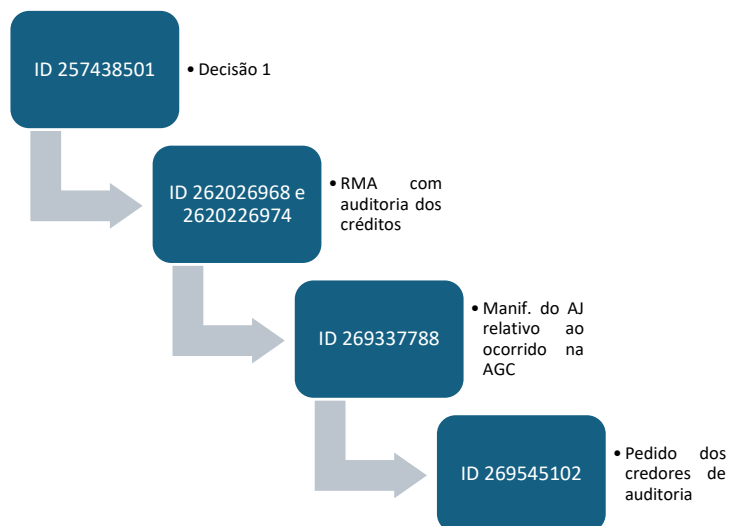 ID 257438501
• Decisão 1
ID 262026968 e
2620226974
• RMA com
auditoria dos
créditos
ID 269337788
• Manif. do AJ
relativo ao
ocorrido na
AGC
ID 269545102
• Pedido dos
credores de
auditoria